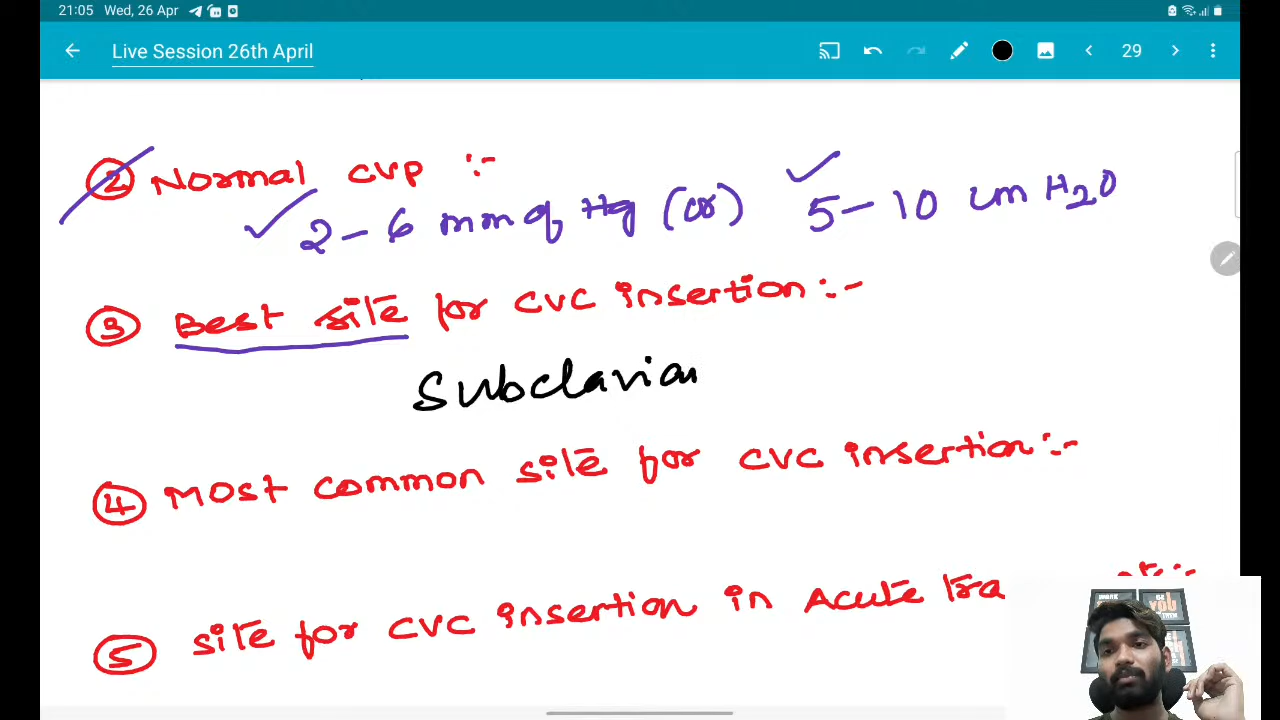 21:05 Wed, 26 Apr
Live Session 26th April
29
② Normal CVP :-
2 - 6 mm of Hg (or) 5 - 10 cm H2O
③ Best site for CVC insertion :-
Subclavian
④ Most common site for CVC insertion :-
⑤ site for CVC insertion in Acute